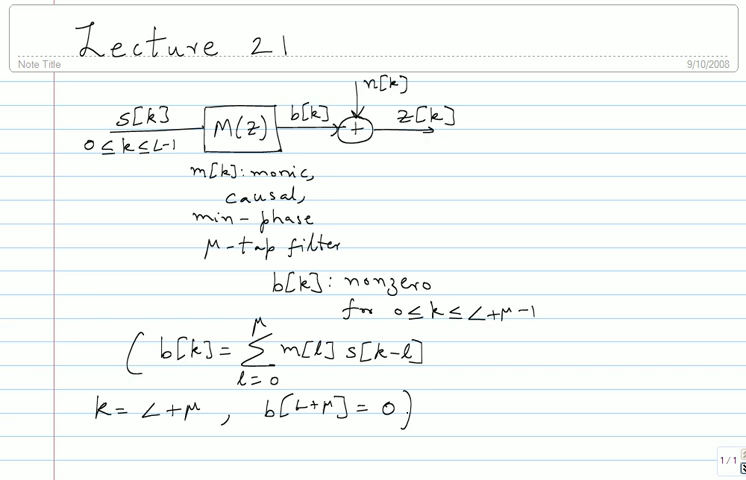 Lecture 21
Note Title
9/10/2008
n[k]
s[k] M(z) b[k] + z[k]
0 ≤ k ≤ L-1
m[k]: monic,
causal,
min-phase
μ-tap filter
b[k]: nonzero
for 0 ≤ k ≤ L+μ-1
( b[k] = ∑_{l=0}^{μ} m[l] s[k-l]
k = L+μ , b[L+μ] = 0 )
1/1